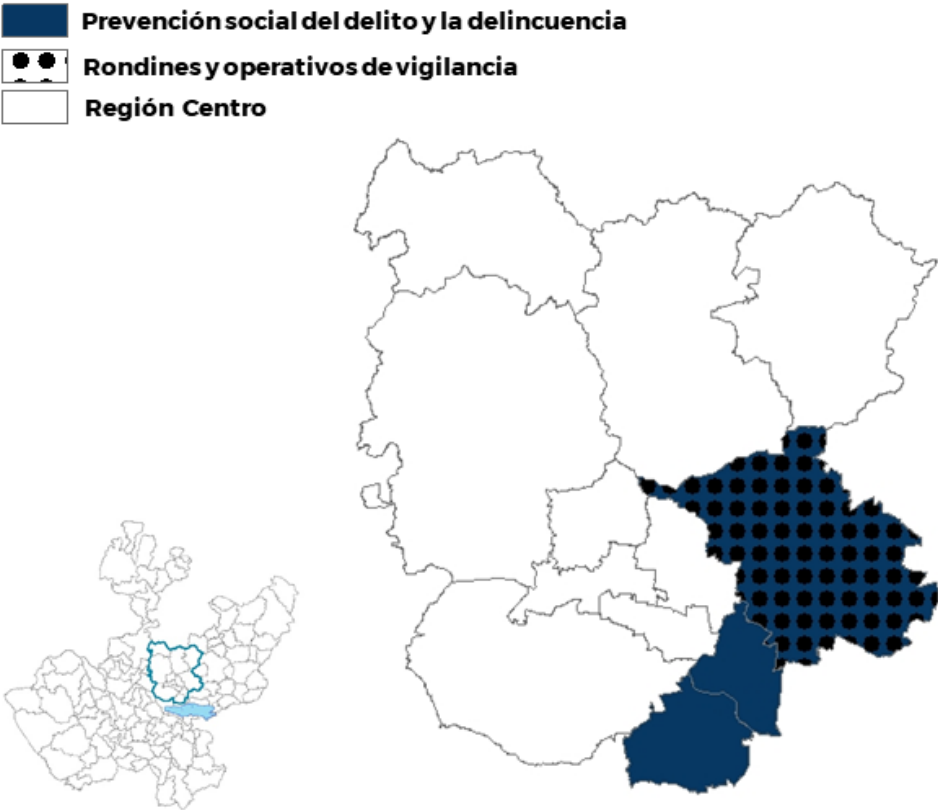 Prevención social del delito y la delincuencia
Rondines y operativos de vigilancia
Región Centro